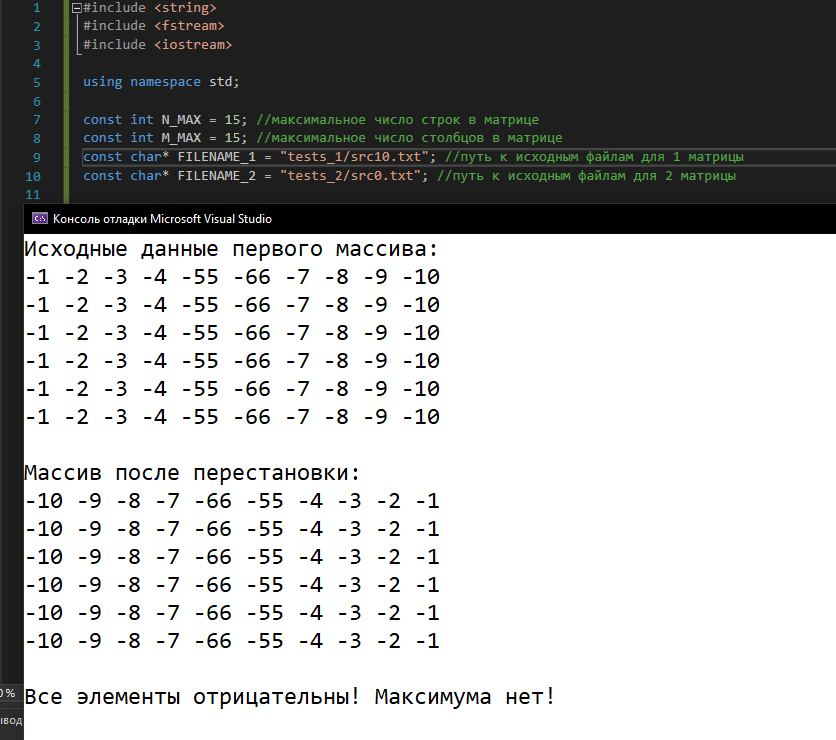 1 #include <string>
2 #include <fstream>
3 #include <iostream>
4
5 using namespace std;
6
7 const int N_MAX = 15; //максимальное число строк в матрице
8 const int M_MAX = 15; //максимальное число столбцов в матрице
9 const char* FILENAME_1 = "tests_1/src10.txt"; //путь к исходным файлам для 1 матрицы
10 const char* FILENAME_2 = "tests_2/src0.txt"; //путь к исходным файлам для 2 матрицы
11
Консоль отладки Microsoft Visual Studio
Исходные данные первого массива:
-1 -2 -3 -4 -55 -66 -7 -8 -9 -10
-1 -2 -3 -4 -55 -66 -7 -8 -9 -10
-1 -2 -3 -4 -55 -66 -7 -8 -9 -10
-1 -2 -3 -4 -55 -66 -7 -8 -9 -10
-1 -2 -3 -4 -55 -66 -7 -8 -9 -10
-1 -2 -3 -4 -55 -66 -7 -8 -9 -10
Массив после перестановки:
-10 -9 -8 -7 -66 -55 -4 -3 -2 -1
-10 -9 -8 -7 -66 -55 -4 -3 -2 -1
-10 -9 -8 -7 -66 -55 -4 -3 -2 -1
-10 -9 -8 -7 -66 -55 -4 -3 -2 -1
-10 -9 -8 -7 -66 -55 -4 -3 -2 -1
-10 -9 -8 -7 -66 -55 -4 -3 -2 -1
Все элементы отрицательны! Максимума нет!